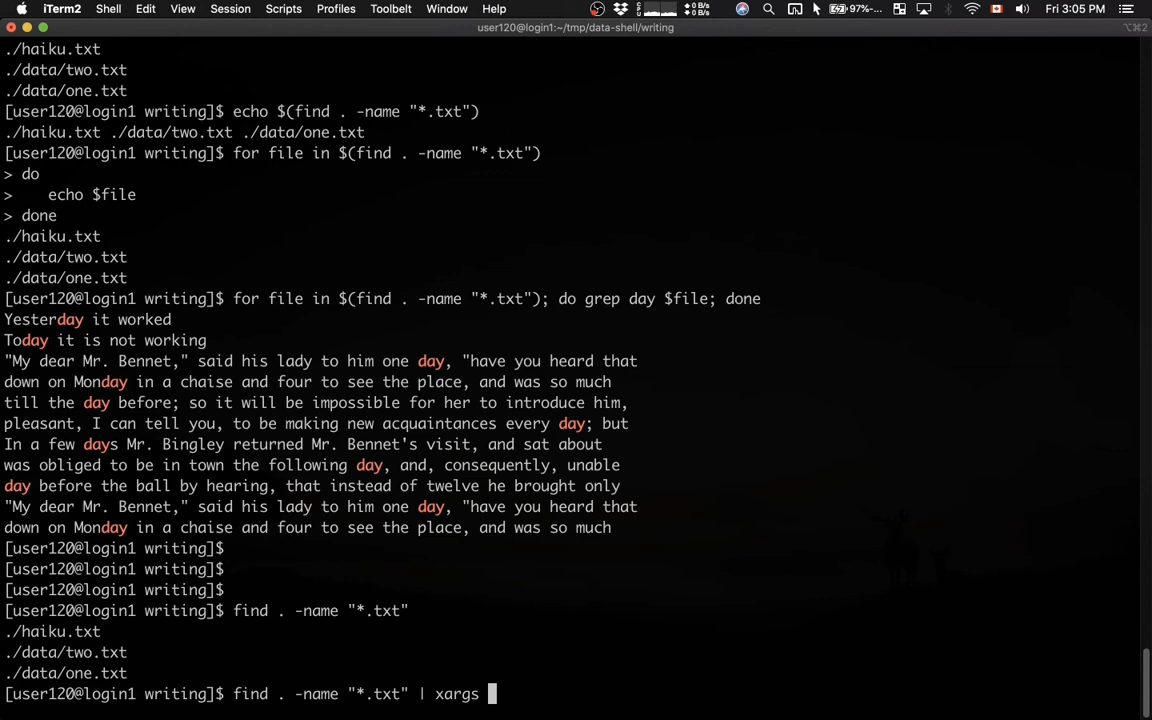 iTerm2 Shell Edit View Session Scripts Profiles Toolbelt Window Help 0 B/s 0 B/s 97%... Fri 3:05 PM
user120@login1:~/tmp/data-shell/writing ⌥⌘2
./haiku.txt
./data/two.txt
./data/one.txt
[user120@login1 writing]$ echo $(find . -name "*.txt")
./haiku.txt ./data/two.txt ./data/one.txt
[user120@login1 writing]$ for file in $(find . -name "*.txt")
> do
>    echo $file
> done
./haiku.txt
./data/two.txt
./data/one.txt
[user120@login1 writing]$ for file in $(find . -name "*.txt"); do grep day $file; done
Yesterday it worked
Today it is not working
"My dear Mr. Bennet," said his lady to him one day, "have you heard that
down on Monday in a chaise and four to see the place, and was so much
till the day before; so it will be impossible for her to introduce him,
pleasant, I can tell you, to be making new acquaintances every day; but
In a few days Mr. Bingley returned Mr. Bennet's visit, and sat about
was obliged to be in town the following day, and, consequently, unable
day before the ball by hearing, that instead of twelve he brought only
"My dear Mr. Bennet," said his lady to him one day, "have you heard that
down on Monday in a chaise and four to see the place, and was so much
[user120@login1 writing]$
[user120@login1 writing]$
[user120@login1 writing]$
[user120@login1 writing]$ find . -name "*.txt"
./haiku.txt
./data/two.txt
./data/one.txt
[user120@login1 writing]$ find . -name "*.txt" | xargs